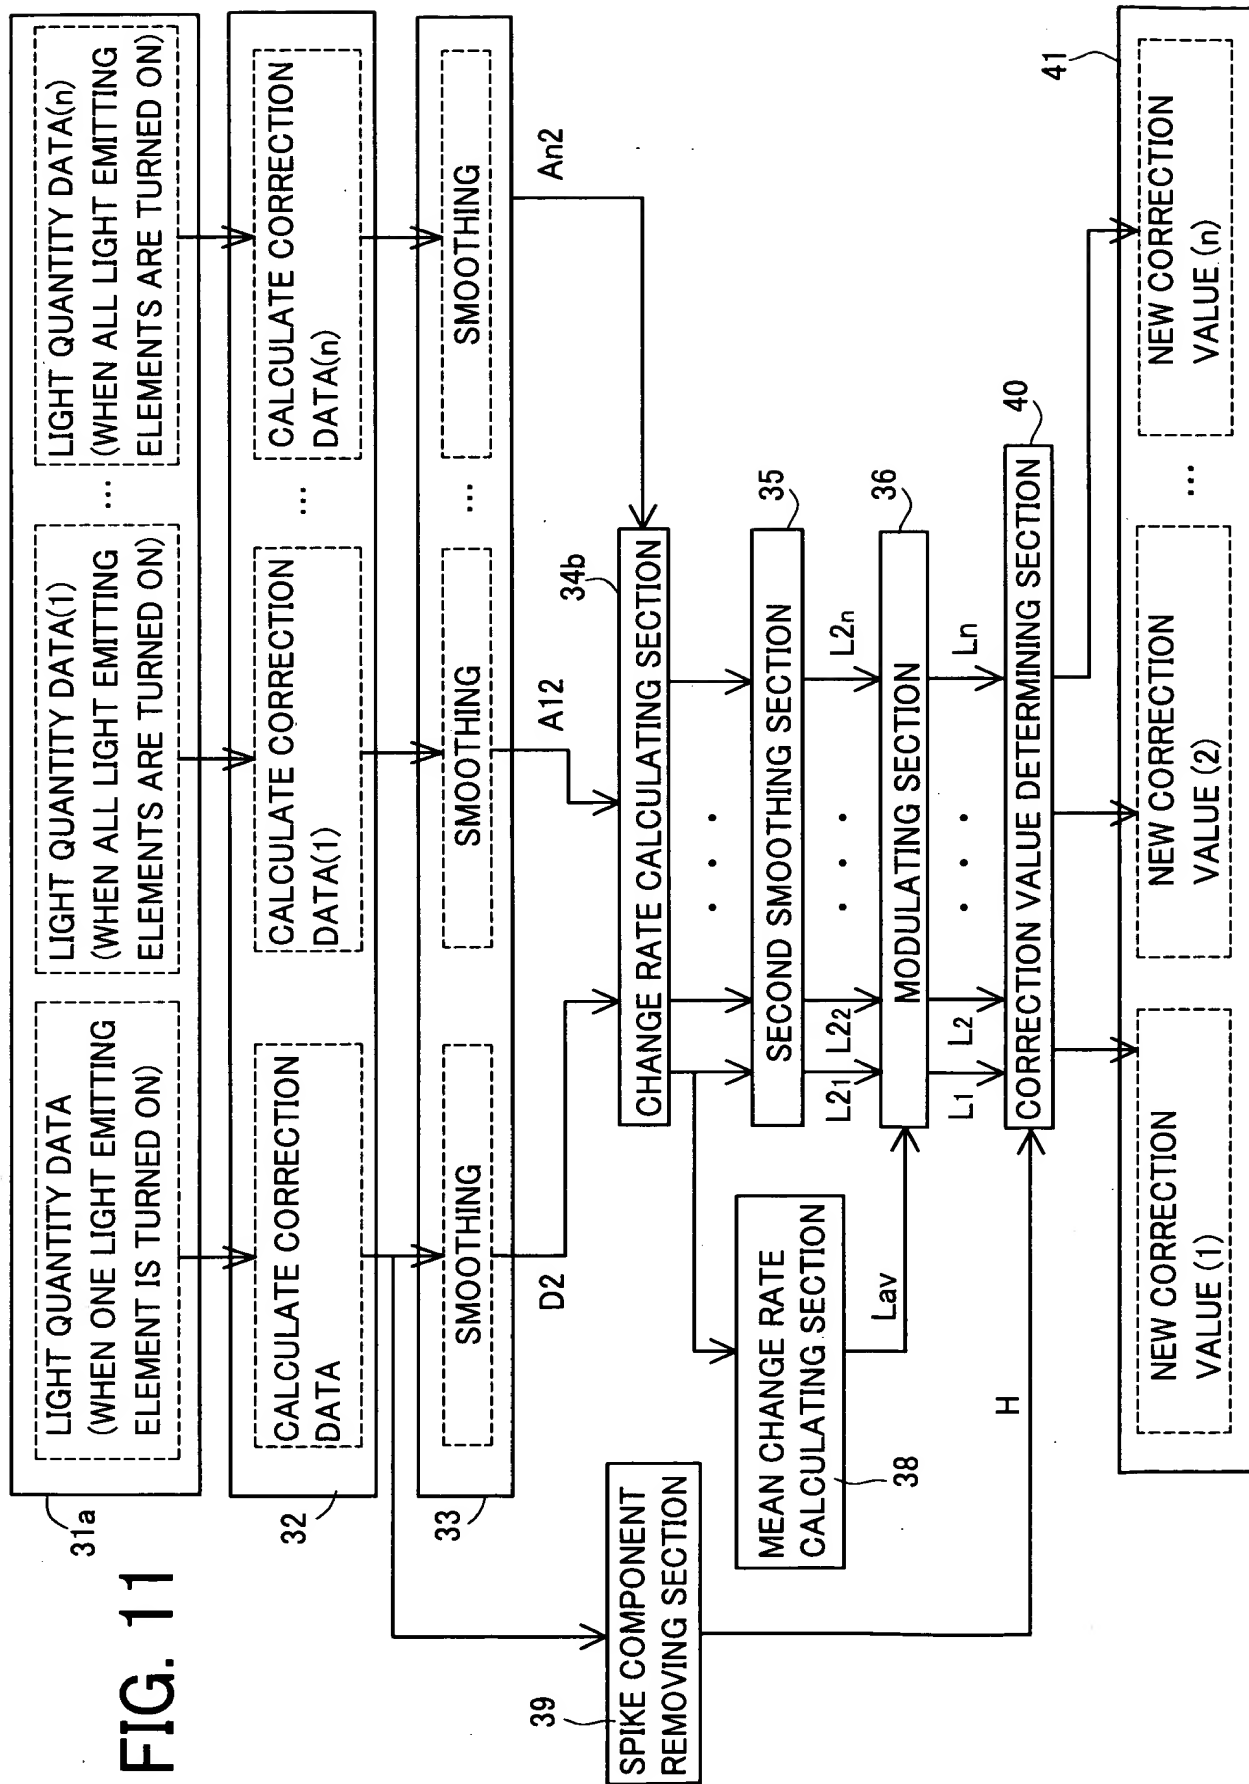 FIG. 11
31a
LIGHT QUANTITY DATA
(WHEN ONE LIGHT EMITTING
ELEMENT IS TURNED ON)
LIGHT QUANTITY DATA(1)
(WHEN ALL LIGHT EMITTING
ELEMENTS ARE TURNED ON)
...
LIGHT QUANTITY DATA(n)
(WHEN ALL LIGHT EMITTING
ELEMENTS ARE TURNED ON)
32
CALCULATE CORRECTION
DATA
CALCULATE CORRECTION
DATA(1)
...
CALCULATE CORRECTION
DATA(n)
33
SMOOTHING
SMOOTHING
...
SMOOTHING
D2
A12
An2
39
SPIKE COMPONENT
REMOVING SECTION
34b
CHANGE RATE CALCULATING SECTION
MEAN CHANGE RATE
CALCULATING SECTION
38
35
SECOND SMOOTHING SECTION
L21
L22
L2n
Lav
36
MODULATING SECTION
L1
L2
Ln
H
40
CORRECTION VALUE DETERMINING SECTION
41
NEW CORRECTION
VALUE (1)
NEW CORRECTION
VALUE (2)
...
NEW CORRECTION
VALUE (n)